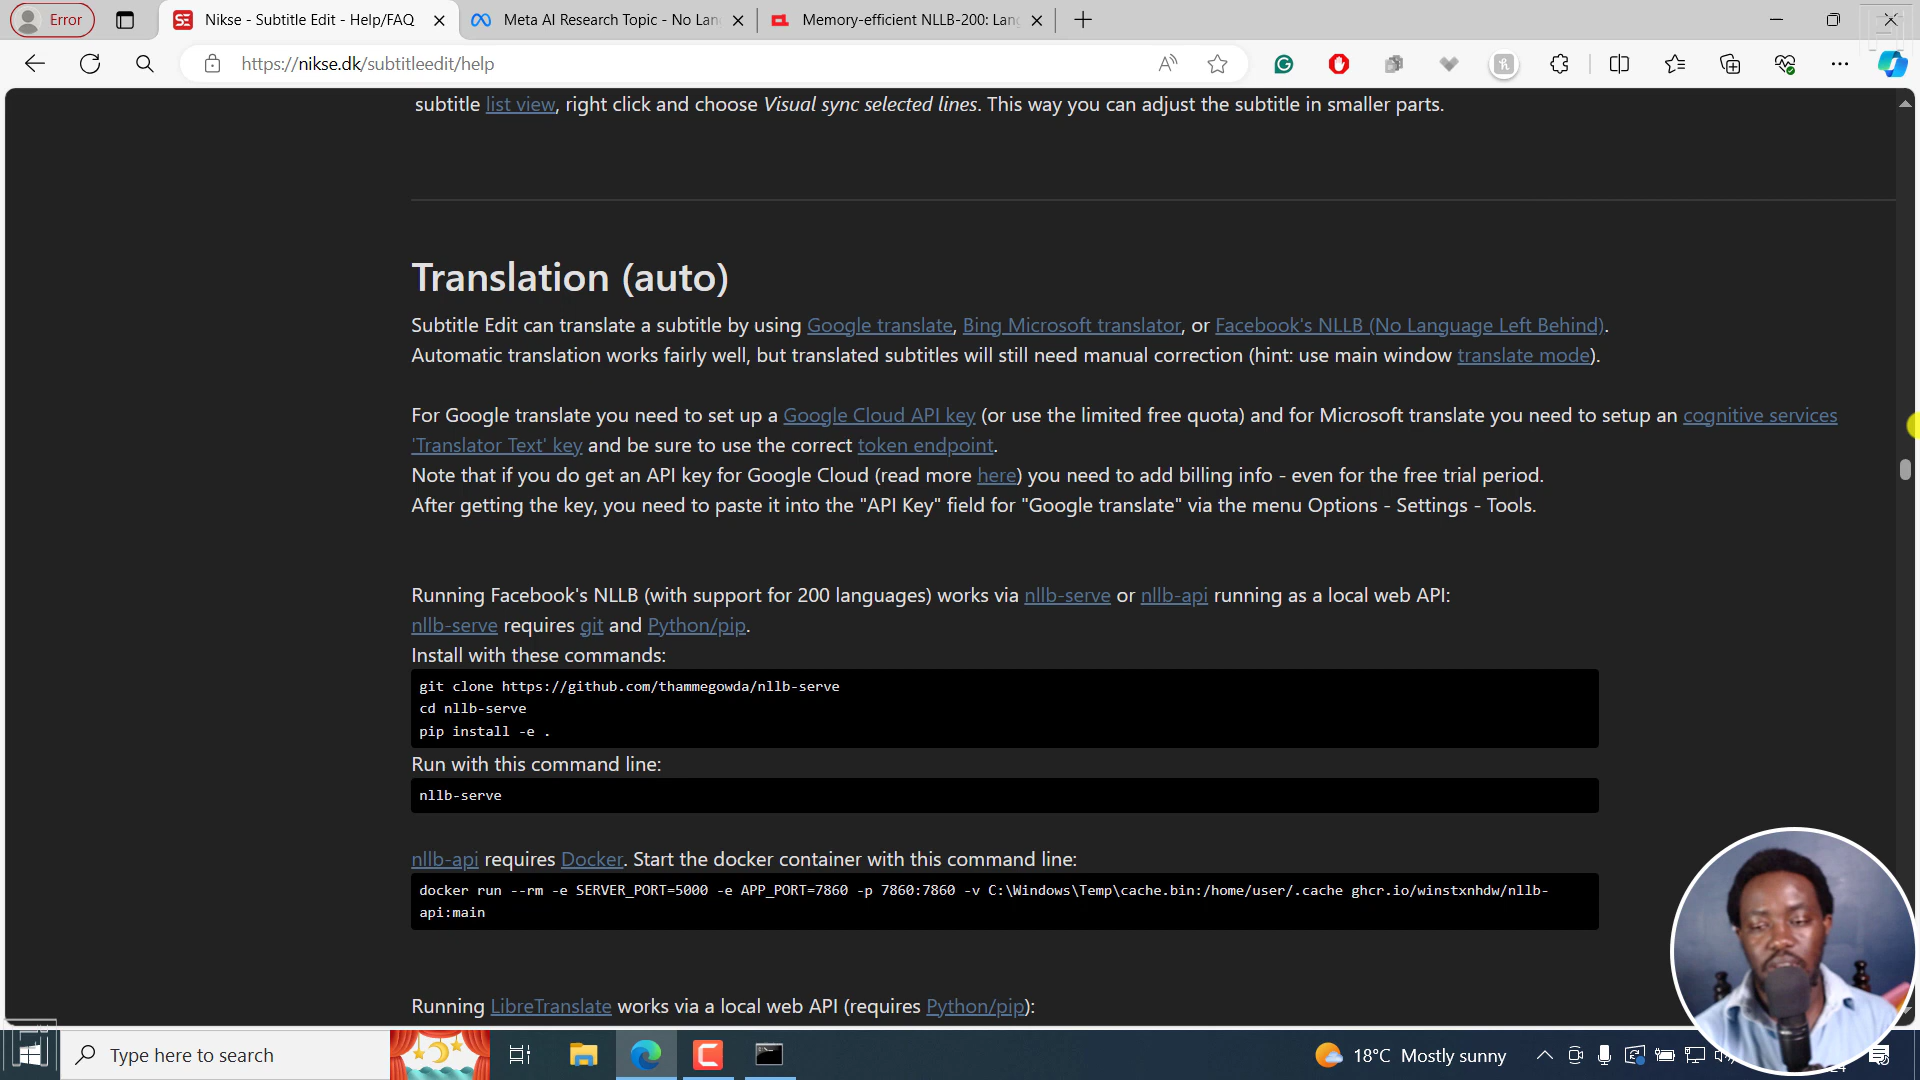 Error
Nikse - Subtitle Edit - Help/FAQ
Meta AI Research Topic - No Lan
Memory-efficient NLLB-200: Lang
https://nikse.dk/subtitleedit/help
subtitle list view, right click and choose Visual sync selected lines. This way you can adjust the subtitle in smaller parts.
Translation (auto)
Subtitle Edit can translate a subtitle by using Google translate, Bing Microsoft translator, or Facebook's NLLB (No Language Left Behind).
Automatic translation works fairly well, but translated subtitles will still need manual correction (hint: use main window translate mode).
For Google translate you need to set up a Google Cloud API key (or use the limited free quota) and for Microsoft translate you need to setup an cognitive services
'Translator Text' key and be sure to use the correct token endpoint.
Note that if you do get an API key for Google Cloud (read more here) you need to add billing info - even for the free trial period.
After getting the key, you need to paste it into the "API Key" field for "Google translate" via the menu Options - Settings - Tools.
Running Facebook's NLLB (with support for 200 languages) works via nllb-serve or nllb-api running as a local web API:
nllb-serve requires git and Python/pip.
Install with these commands:
git clone https://github.com/thammegowda/nllb-serve
cd nllb-serve
pip install -e .
Run with this command line:
nllb-serve
nllb-api requires Docker. Start the docker container with this command line:
docker run --rm -e SERVER_PORT=5000 -e APP_PORT=7860 -p 7860:7860 -v C:\Windows\Temp\cache.bin:/home/user/.cache ghcr.io/winstxnhdw/nllb-
api:main
Running LibreTranslate works via a local web API (requires Python/pip):
Type here to search
18°C Mostly sunny